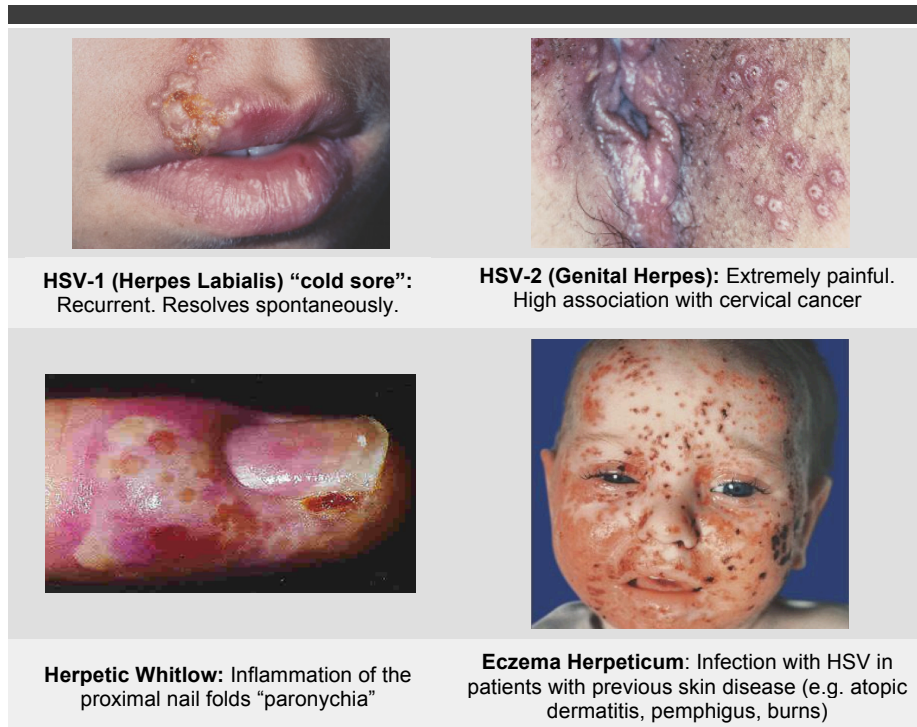 HSV-1 (Herpes Labialis) “cold sore”:
Recurrent. Resolves spontaneously.
HSV-2 (Genital Herpes): Extremely painful.
High association with cervical cancer
Herpetic Whitlow: Inflammation of the
proximal nail folds “paronychia”
Eczema Herpeticum: Infection with HSV in
patients with previous skin disease (e.g. atopic
dermatitis, pemphigus, burns)